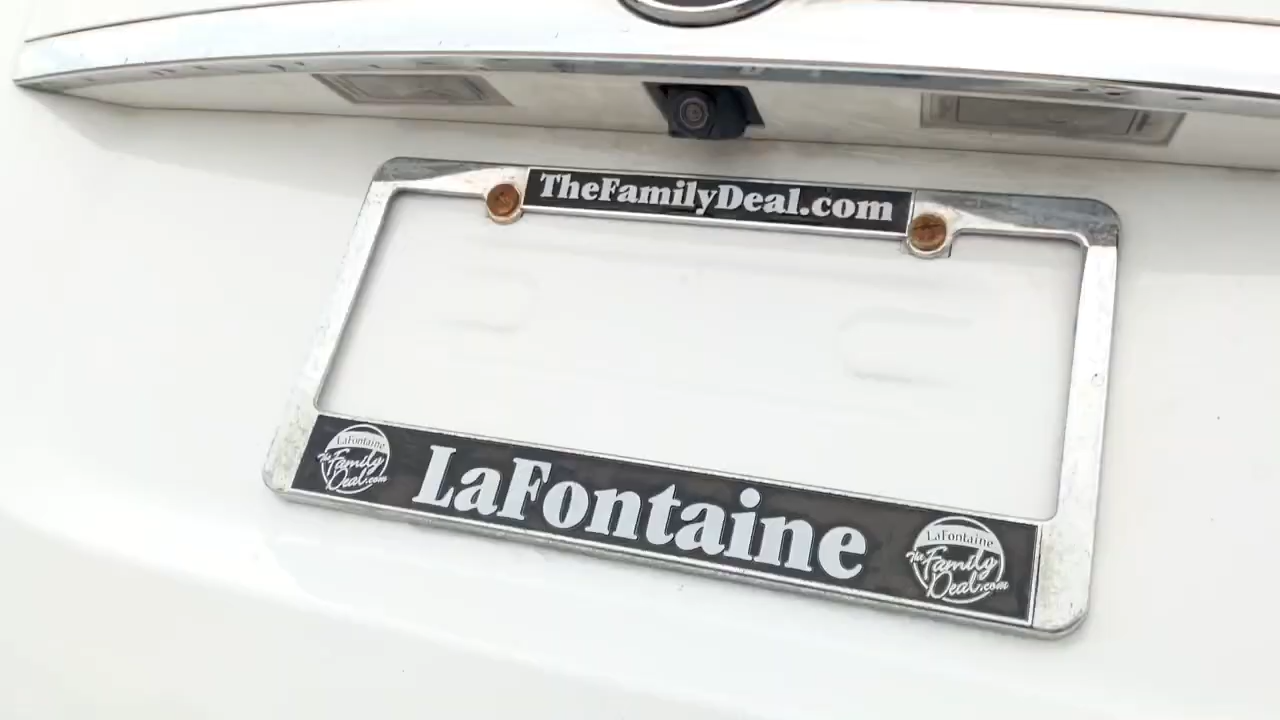 TheFamilyDeal.com
LaFontaine
The Family
Deal.com
LaFontaine
LaFontaine
The Family
Deal.com